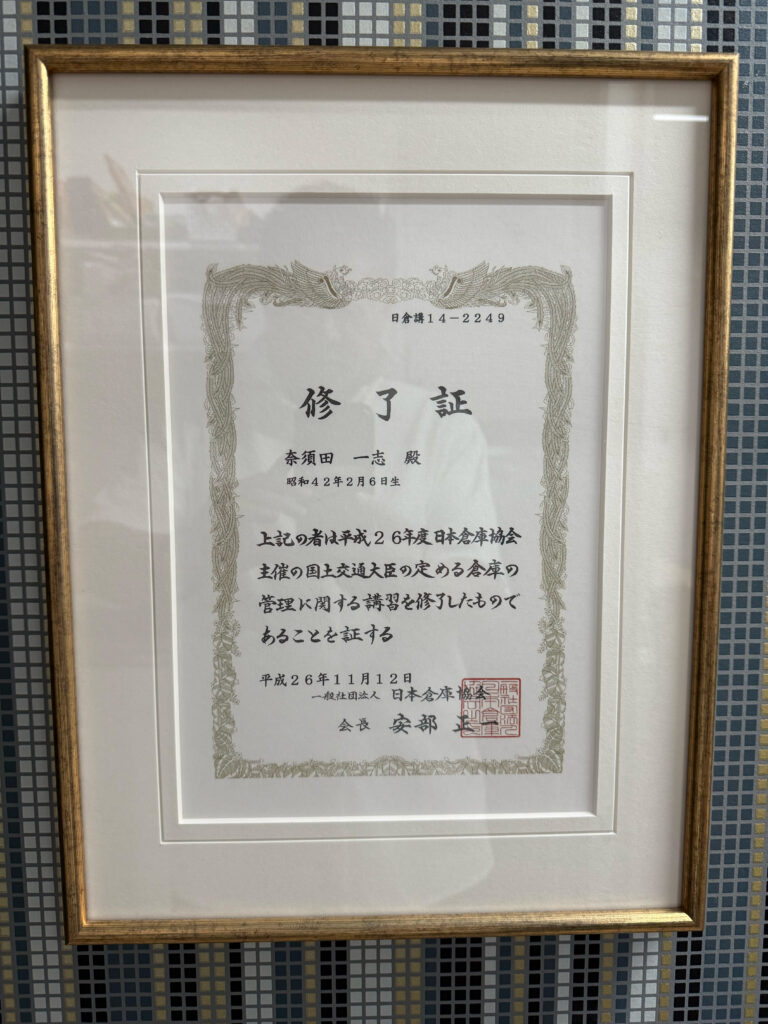 日倉講14－2249
修了証
奈須田　一志　殿
昭和42年2月6日生
上記の者は平成26年度日本倉庫協会
主催の国土交通大臣の定める倉庫の
管理に関する講習を修了したもので
あることを証する
平成26年11月12日
一般社団法人　日本倉庫協会
会長　安部　正一